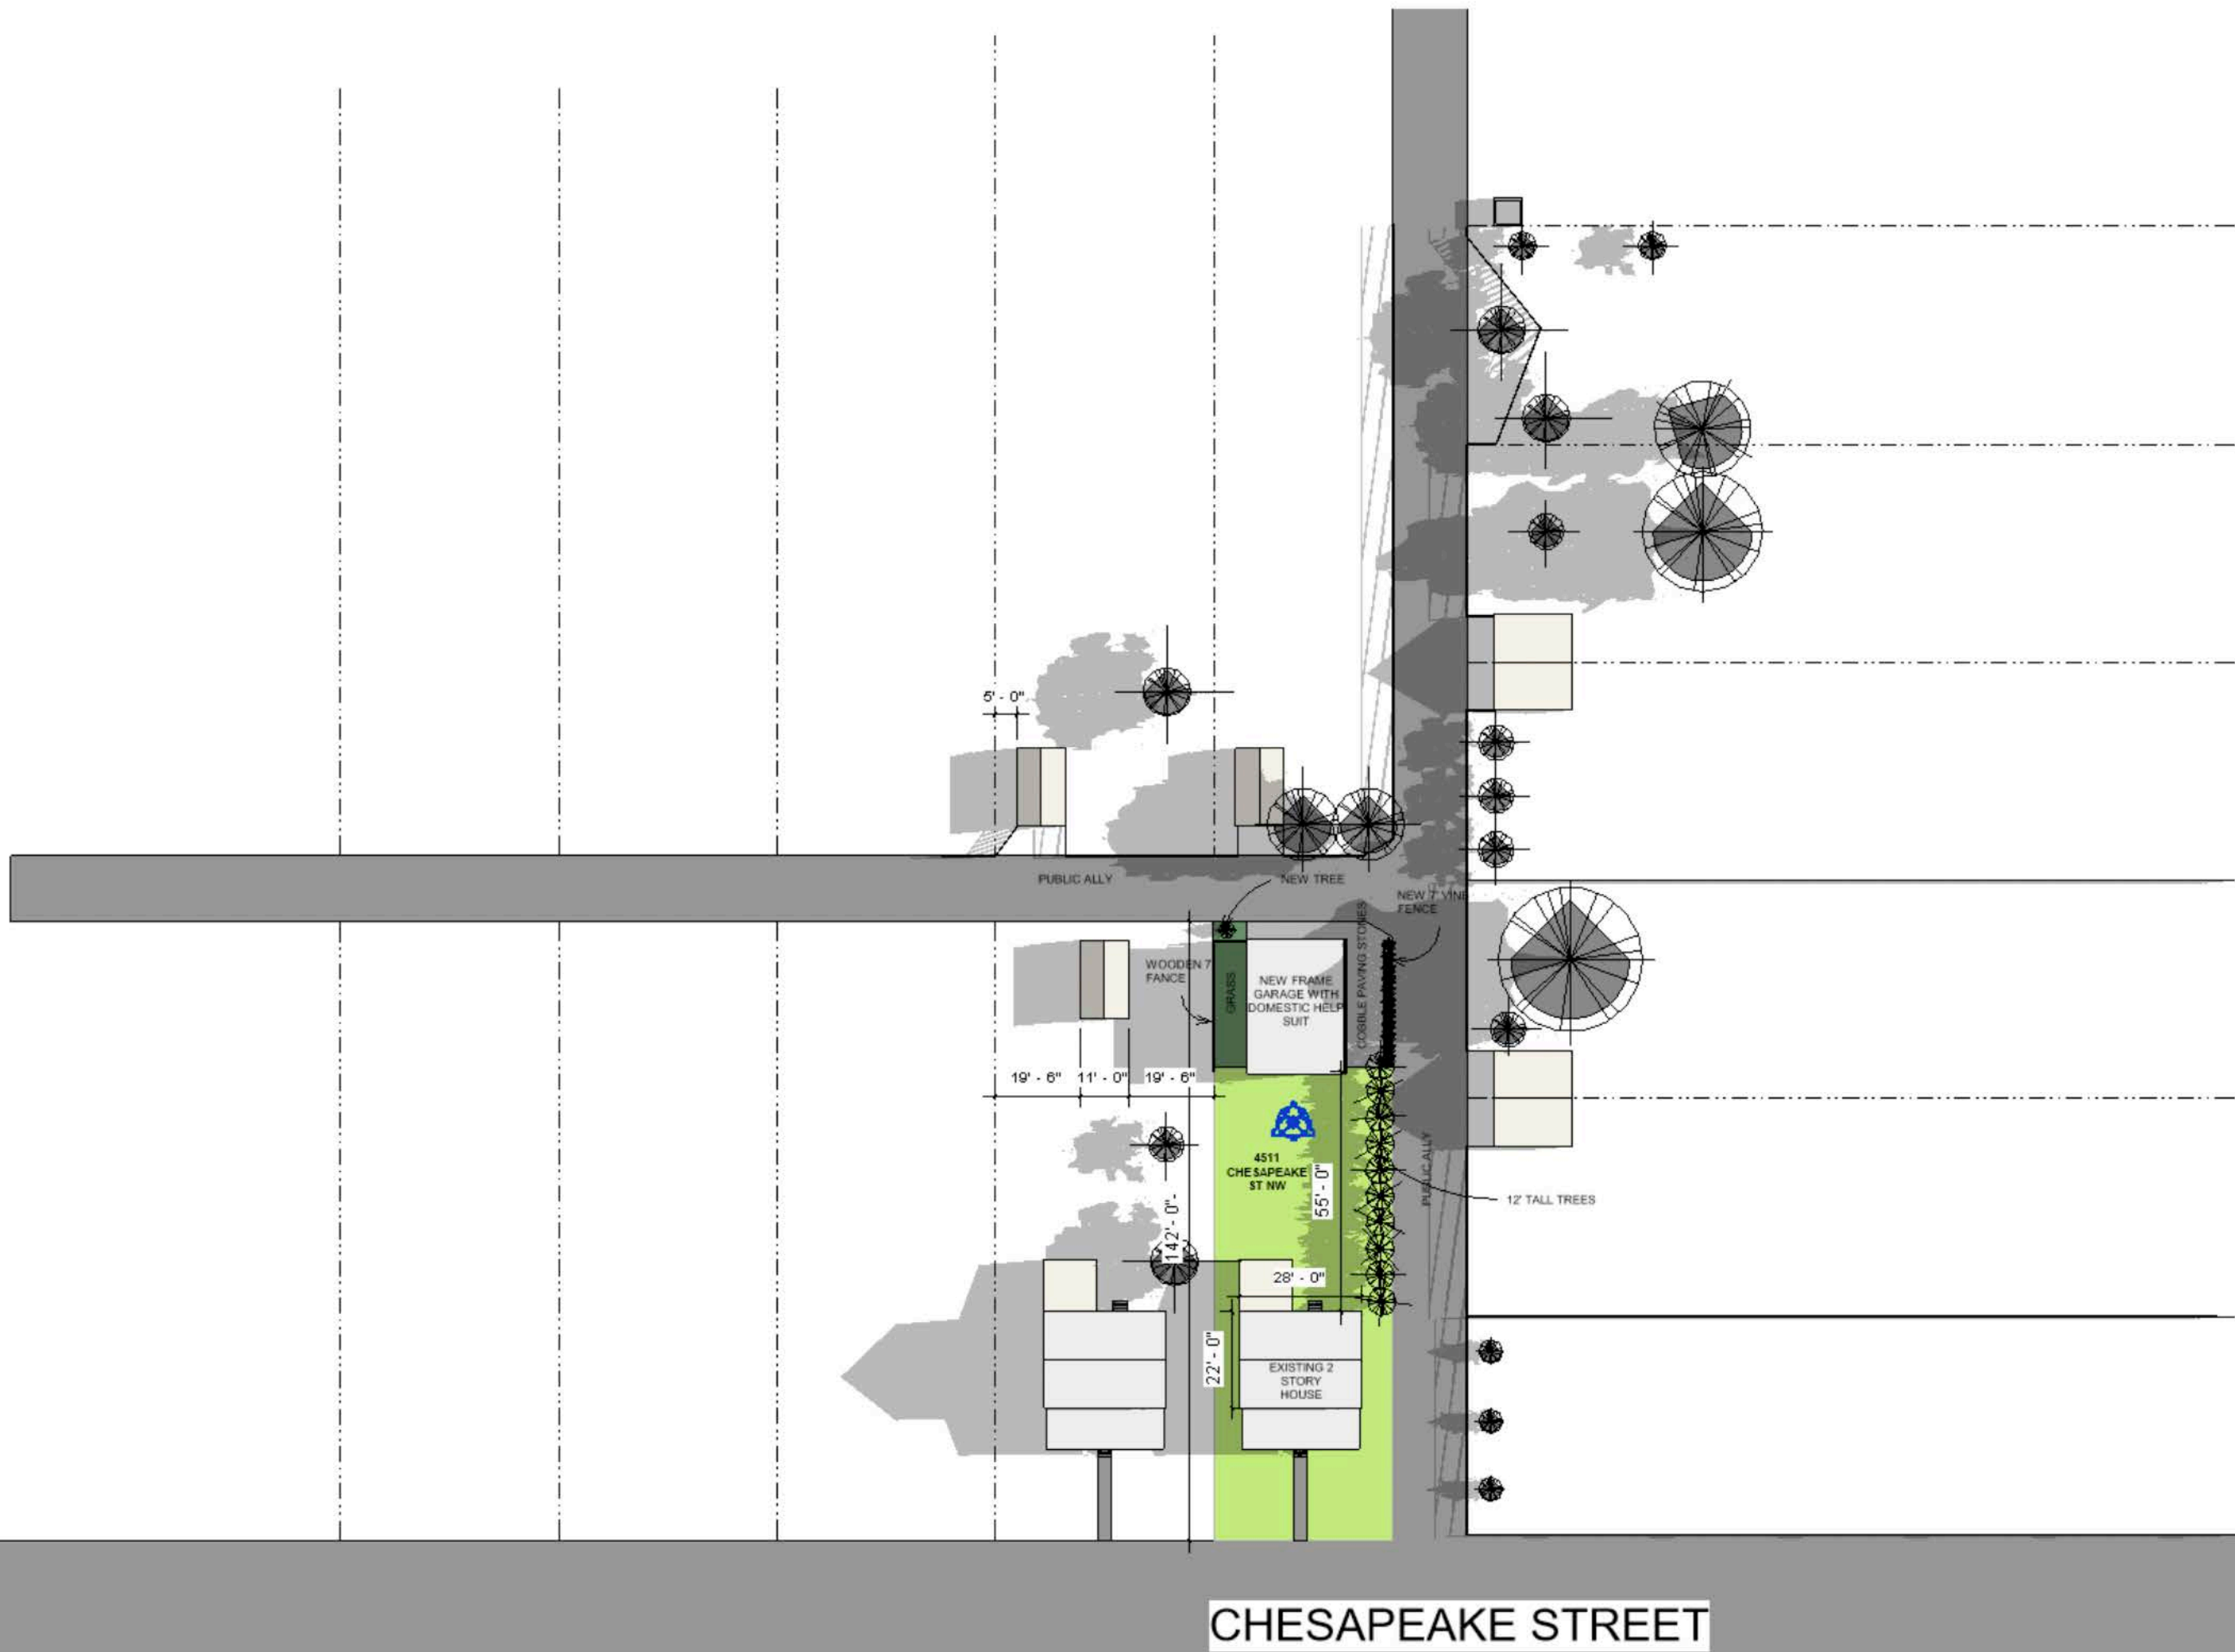 5' - 0"
PUBLIC ALLY
NEW TREE
NEW 7' VINE
FENCE
COBBLE PAVING STONES
WOODEN 7'
FANCE
GRASS
NEW FRAME
GARAGE WITH
DOMESTIC HELP
SUIT
19' - 6"
11' - 0"
19' - 6"
4511
CHESAPEAKE
ST NW
55' - 0"
PUBLIC ALLY
12' TALL TREES
142' - 0"
28' - 0"
22' - 0"
EXISTING 2
STORY
HOUSE
CHESAPEAKE STREET